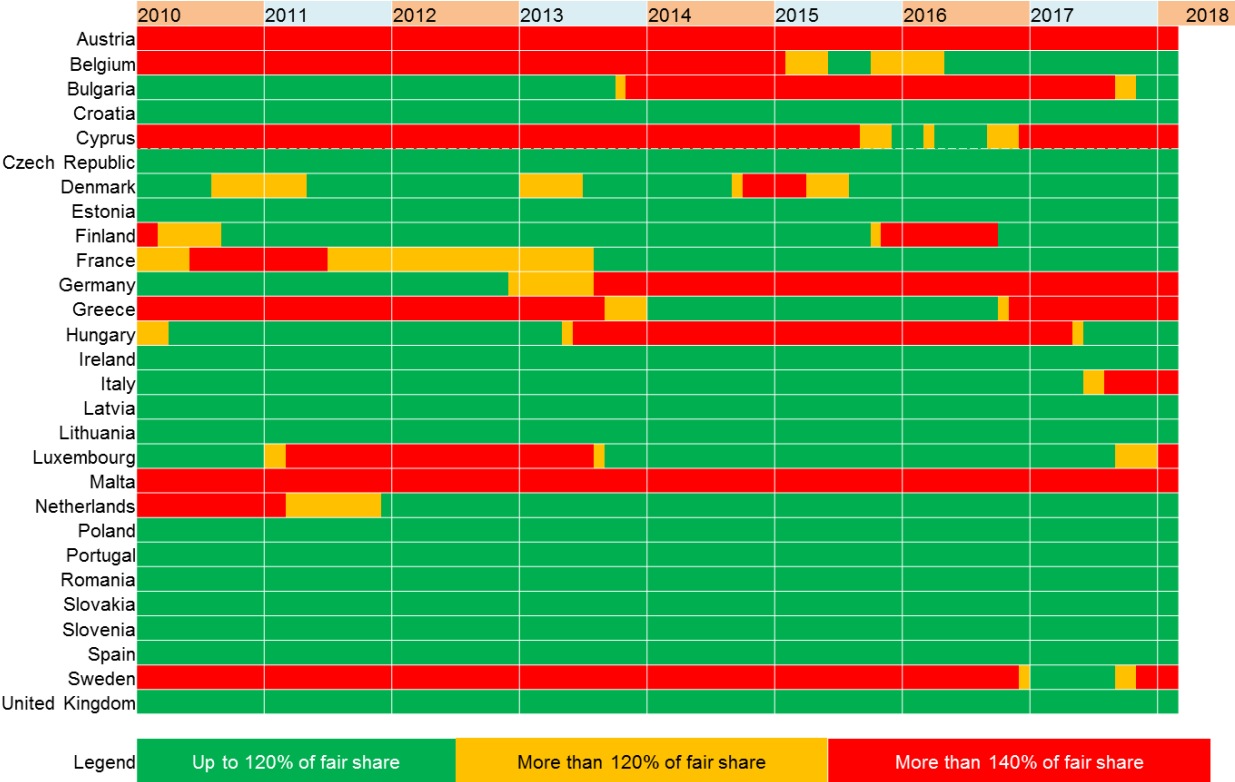 2010 2011 2012 2013 2014 2015 2016 2017 2018
Austria
Belgium
Bulgaria
Croatia
Cyprus
Czech Republic
Denmark
Estonia
Finland
France
Germany
Greece
Hungary
Ireland
Italy
Latvia
Lithuania
Luxembourg
Malta
Netherlands
Poland
Portugal
Romania
Slovakia
Slovenia
Spain
Sweden
United Kingdom
Legend Up to 120% of fair share More than 120% of fair share More than 140% of fair share